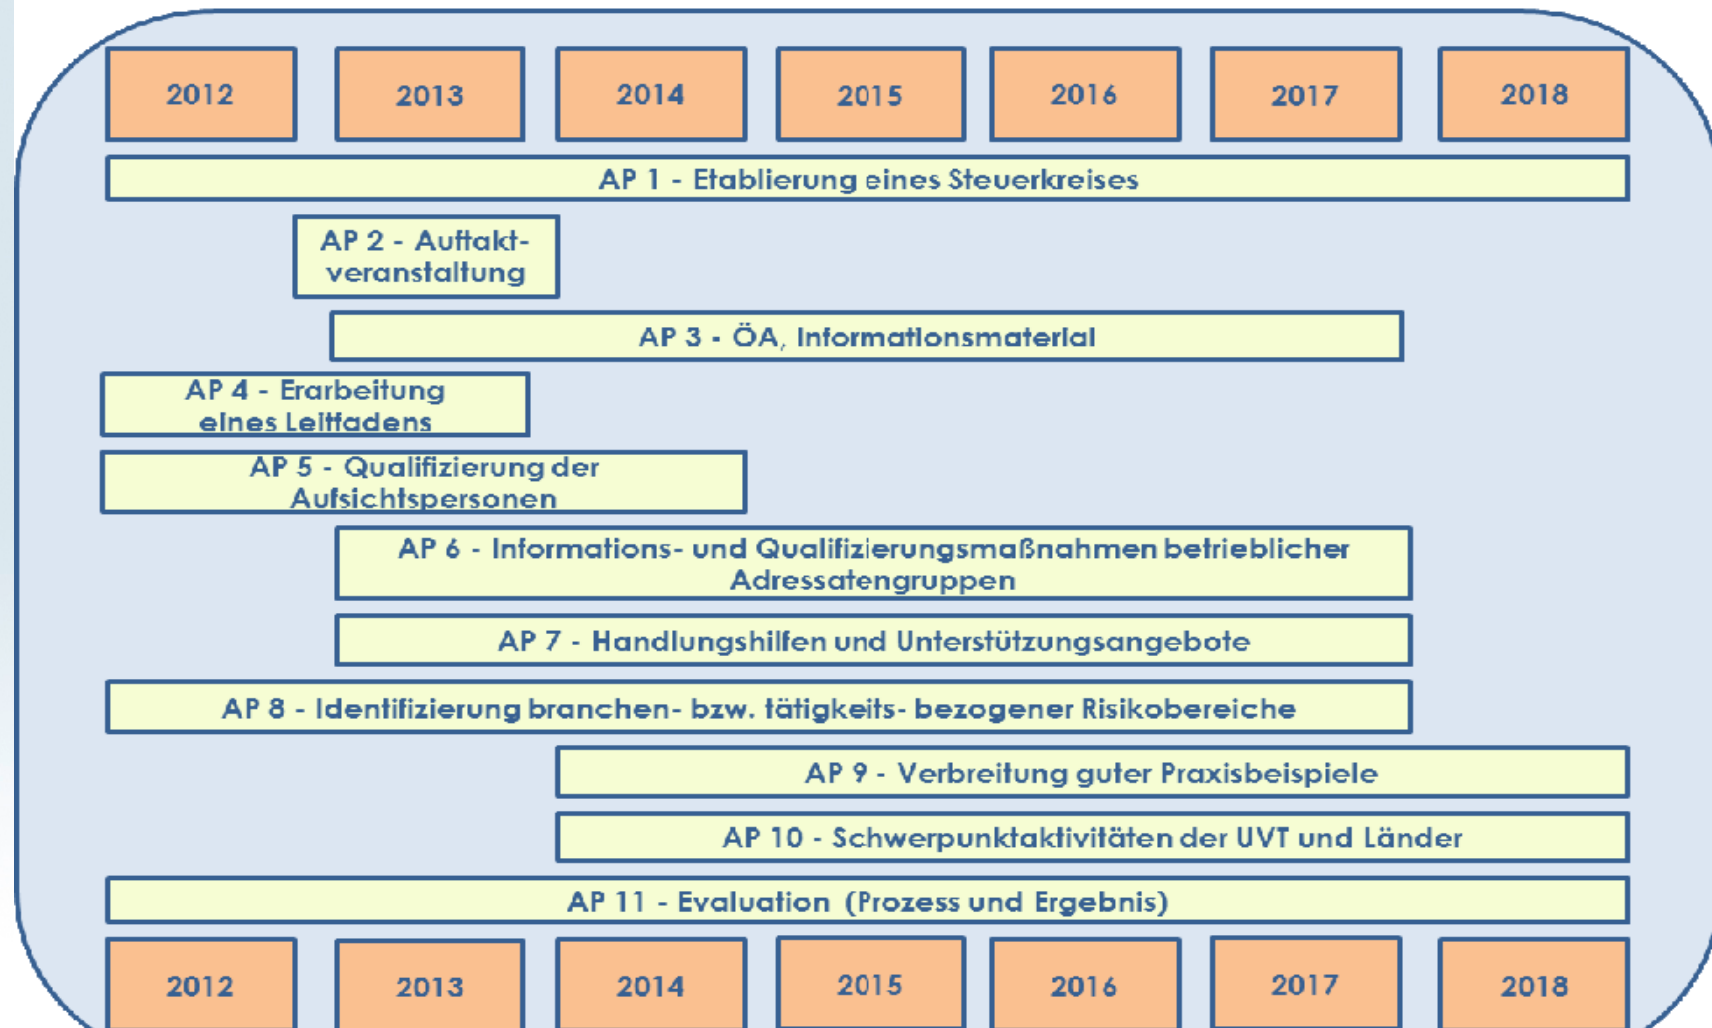 2012 2013 2014 2015 2016 2017 2018
AP 1 - Etablierung eines Steuerkreises
AP 2 - Auftakt-
veranstaltung
AP 3 - ÖA, Informationsmaterial
AP 4 - Erarbeitung
eines Leitfadens
AP 5 - Qualifizierung der
Aufsichtspersonen
AP 6 - Informations- und Qualifizierungsmaßnahmen betrieblicher
Adressatengruppen
AP 7 - Handlungshilfen und Unterstützungsangebote
AP 8 - Identifizierung branchen- bzw. tätigkeits- bezogener Risikobereiche
AP 9 - Verbreitung guter Praxisbeispiele
AP 10 - Schwerpunktaktivitäten der UVT und Länder
AP 11 - Evaluation (Prozess und Ergebnis)
2012 2013 2014 2015 2016 2017 2018